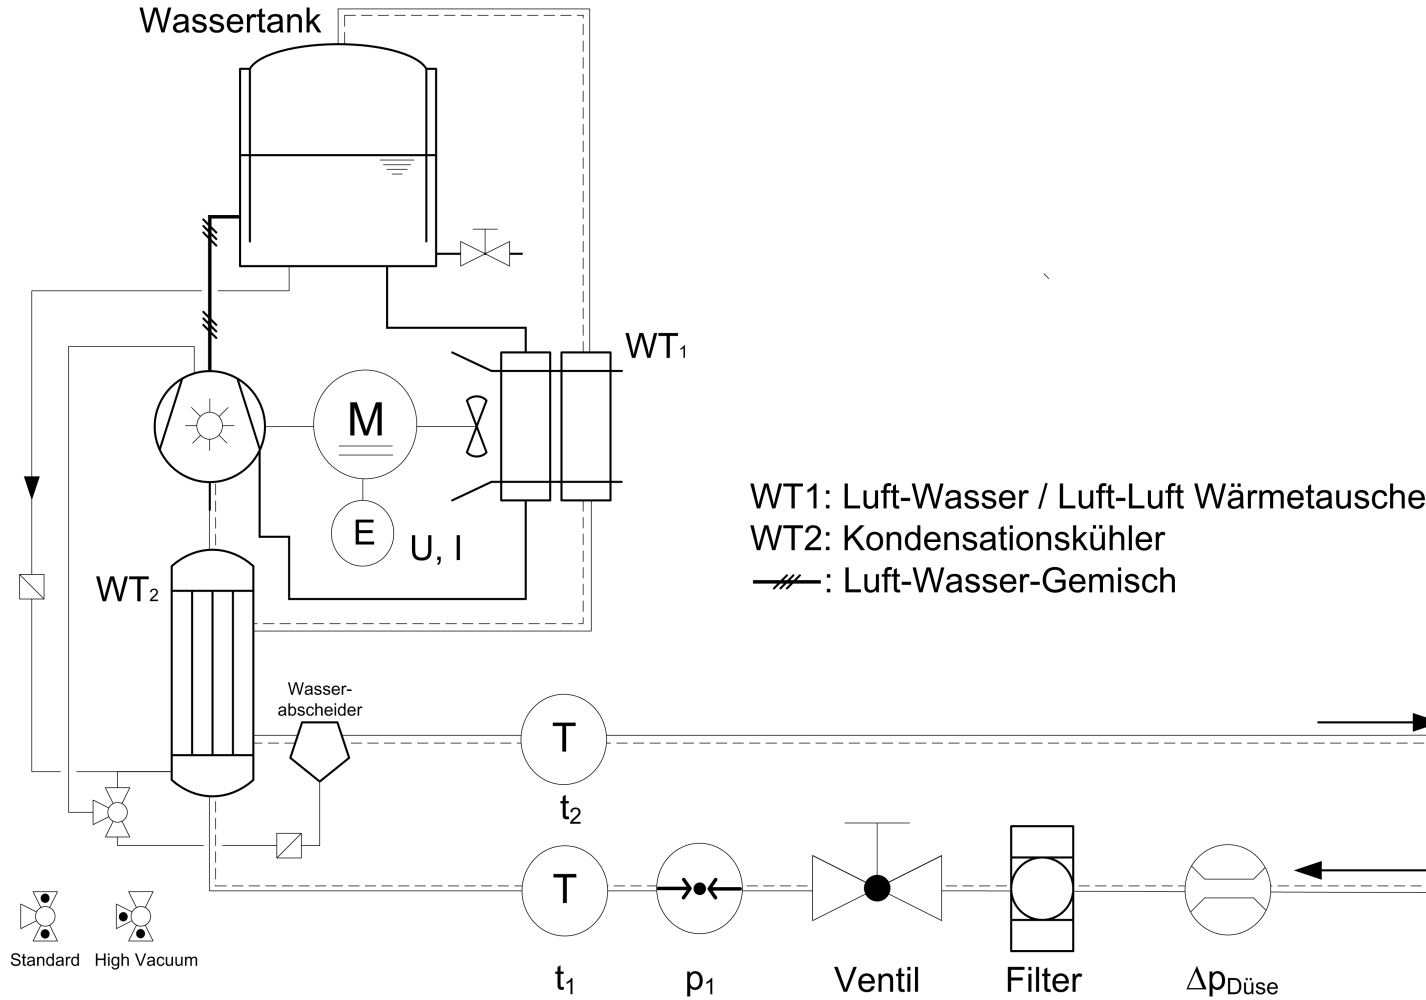 Wassertank
WT₁
M
E
U, I
WT1: Luft-Wasser / Luft-Luft Wärmetausche
WT2: Kondensationskühler
: Luft-Wasser-Gemisch
WT₂
Wasser-
abscheider
T
t₂
T
t₁
p₁
Ventil
Filter
Δp_Düse
Standard
High Vacuum